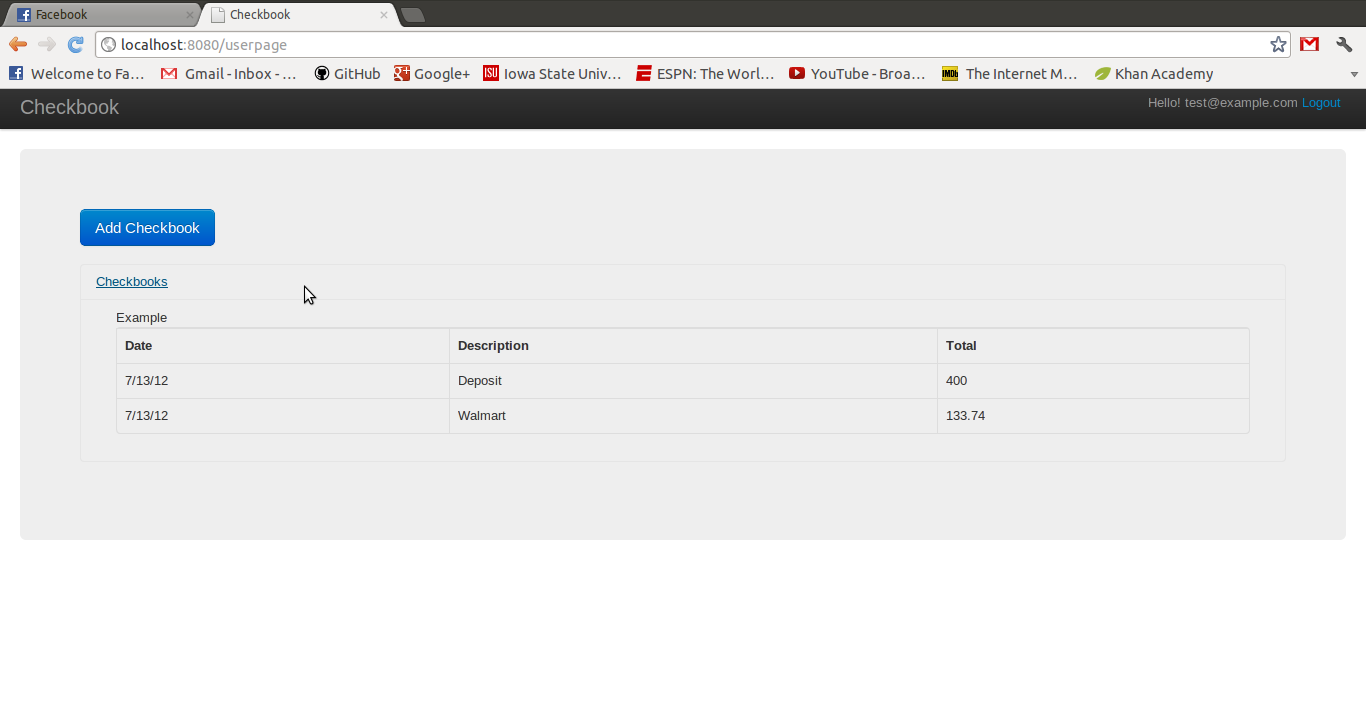 Facebook Checkbook
localhost:8080/userpage
Welcome to Fa... Gmail - Inbox - ... GitHub Google+ ISU Iowa State Univ... ESPN: The Worl... YouTube - Broa... IMDb The Internet M... Khan Academy
Checkbook Hello! test@example.com Logout
Add Checkbook
Checkbooks
Example
Date Description Total
7/13/12 Deposit 400
7/13/12 Walmart 133.74